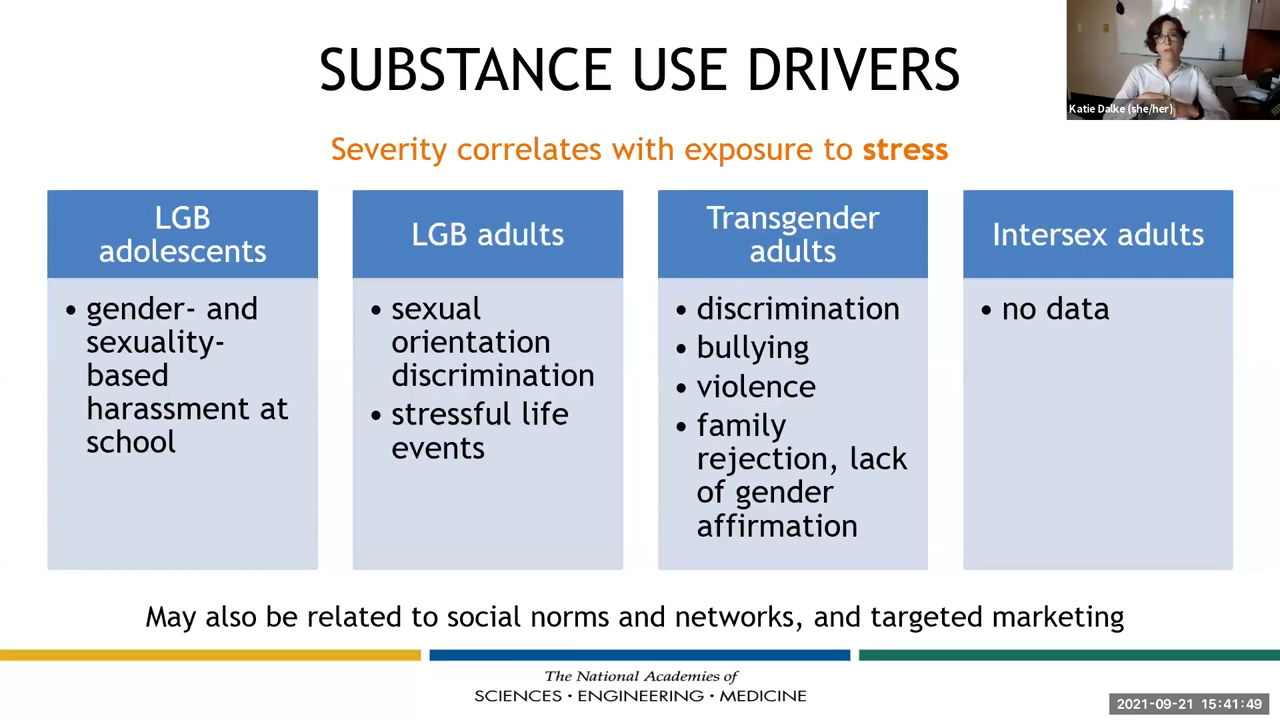 SUBSTANCE USE DRIVERS
Katie Dalke (she/her)
Severity correlates with exposure to stress
LGB
adolescents
• gender- and
sexuality-
based
harassment at
school
LGB adults
• sexual
orientation
discrimination
• stressful life
events
Transgender
adults
• discrimination
• bullying
• violence
• family
rejection, lack
of gender
affirmation
Intersex adults
• no data
May also be related to social norms and networks, and targeted marketing
The National Academies of
SCIENCES • ENGINEERING • MEDICINE
2021-09-21 15:41:49